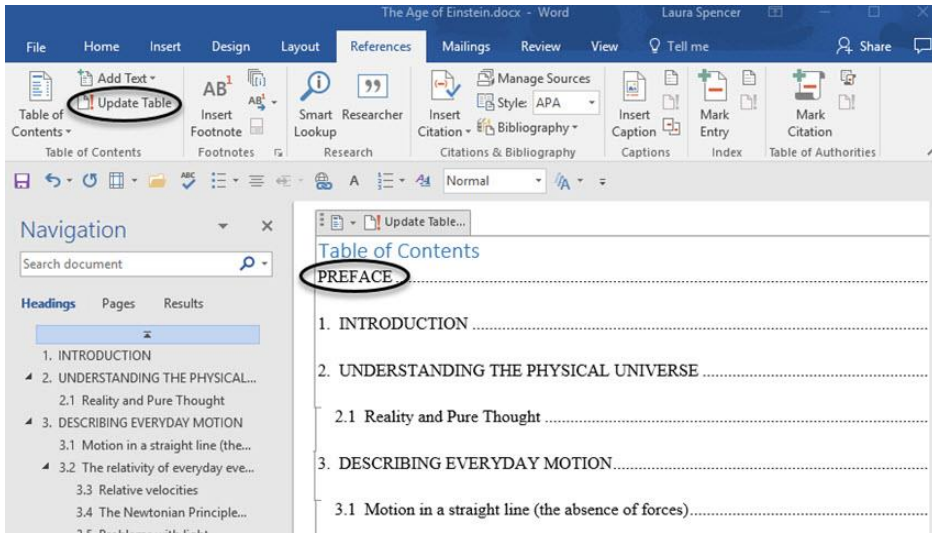 The Age of Einstein.docx - Word Laura Spencer
File Home Insert Design Layout References Mailings Review View Tell me Share
Table of Contents
Add Text
Update Table
Table of Contents
AB1
Insert Footnote
AB1
Footnotes
Smart Lookup
Researcher
Research
Insert Citation
Manage Sources
Style: APA
Bibliography
Citations & Bibliography
Insert Caption
Captions
Mark Entry
Index
Mark Citation
Table of Authorities
ABC A Normal A
Navigation
Search document
Headings Pages Results
1. INTRODUCTION
2. UNDERSTANDING THE PHYSICAL...
2.1 Reality and Pure Thought
3. DESCRIBING EVERYDAY MOTION
3.1 Motion in a straight line (the...
3.2 The relativity of everyday eve...
3.3 Relative velocities
3.4 The Newtonian Principle...
Update Table...
Table of Contents
PREFACE
1. INTRODUCTION
2. UNDERSTANDING THE PHYSICAL UNIVERSE
2.1 Reality and Pure Thought
3. DESCRIBING EVERYDAY MOTION
3.1 Motion in a straight line (the absence of forces)